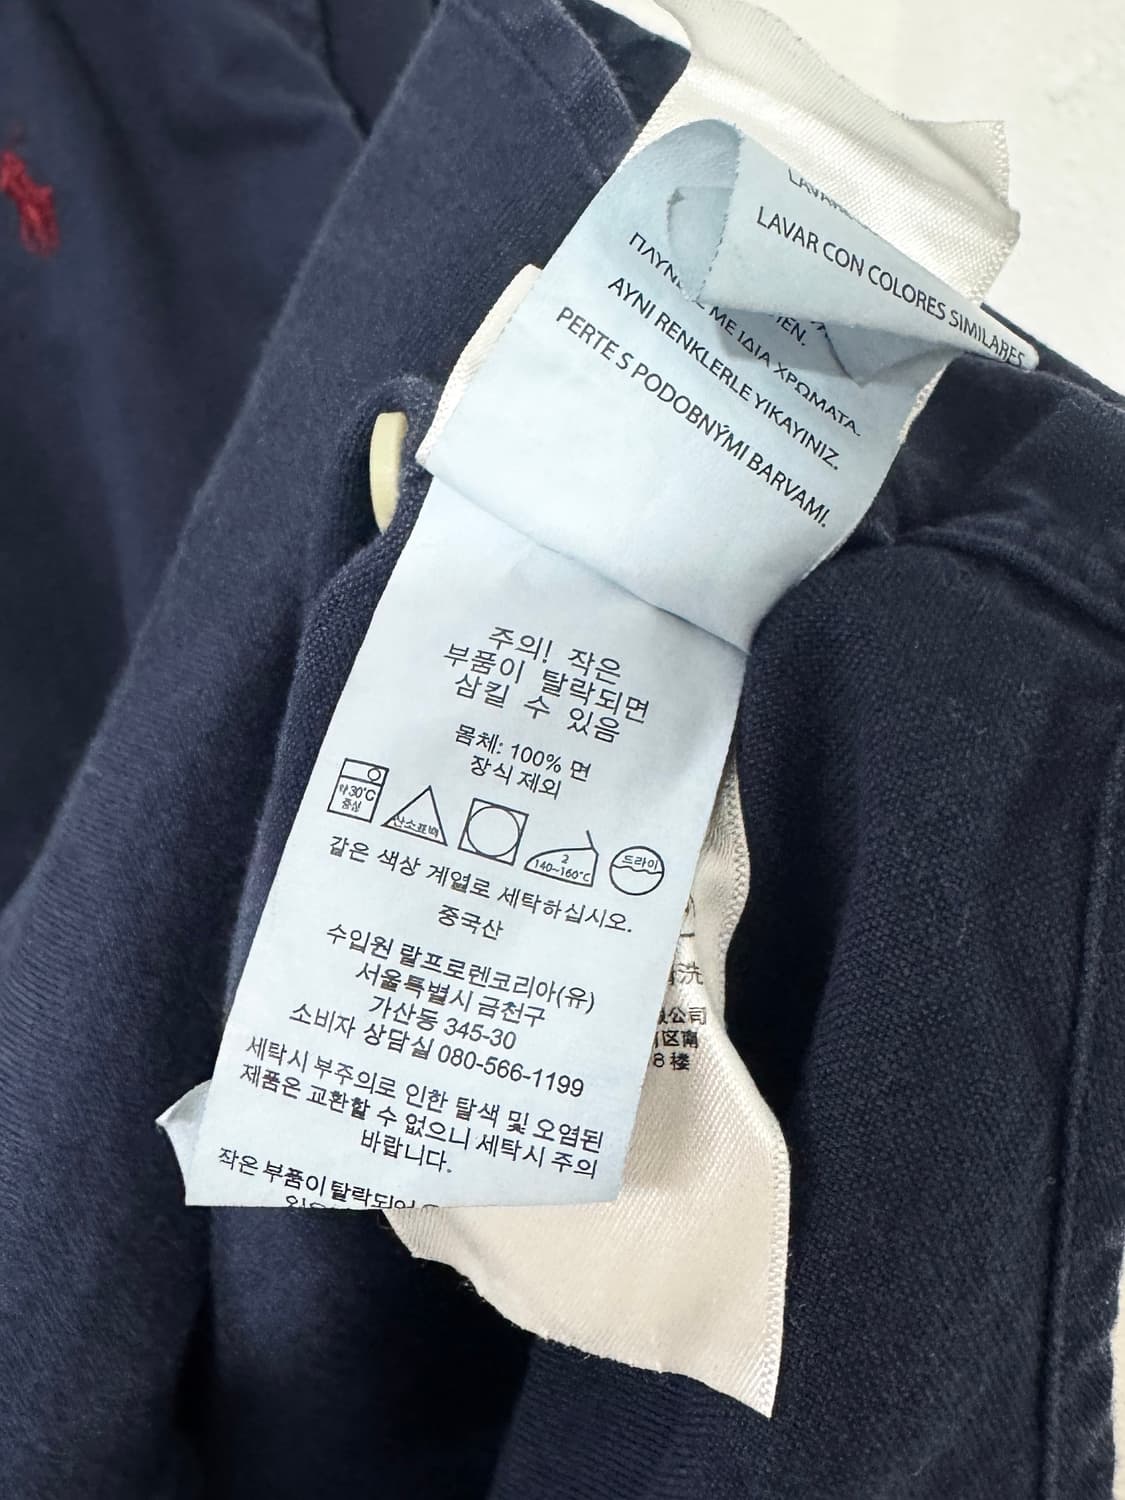 LAVAR CON COLORES SIMILARES
ΜΕ ΙΔΙΑ ΧΡΩΜΑΤΑ.
AYNI RENKLERLE YIKAYINIZ.
PERTE S PODOBNÝMI BARVAMI.
주의! 작은
부품이 탈락되면
삼킬 수 있음
몸체: 100% 면
장식 제외
약30°C
중성
산소표백
2
140~160°C
드라이
같은 색상 계열로 세탁하십시오.
중국산
수입원 랄프로렌코리아(유)
서울특별시 금천구
가산동 345-30
소비자 상담실 080-566-1199
세탁시 부주의로 인한 탈색 및 오염된
제품은 교환할 수 없으니 세탁시 주의
바랍니다.
작은 부품이 탈락되어
洗
公司
区南
8 楼